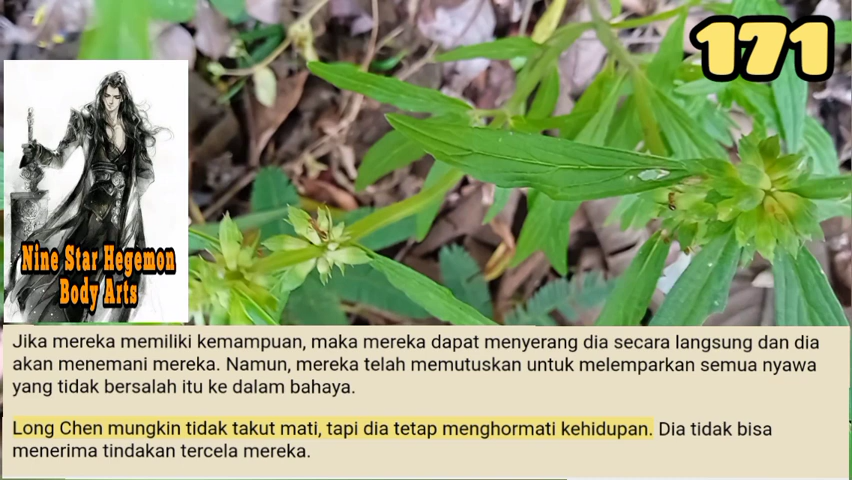 171
Nine Star Hegemon
Body Arts
Jika mereka memiliki kemampuan, maka mereka dapat menyerang dia secara langsung dan dia
akan menemani mereka. Namun, mereka telah memutuskan untuk melemparkan semua nyawa
yang tidak bersalah itu ke dalam bahaya.
Long Chen mungkin tidak takut mati, tapi dia tetap menghormati kehidupan. Dia tidak bisa
menerima tindakan tercela mereka.